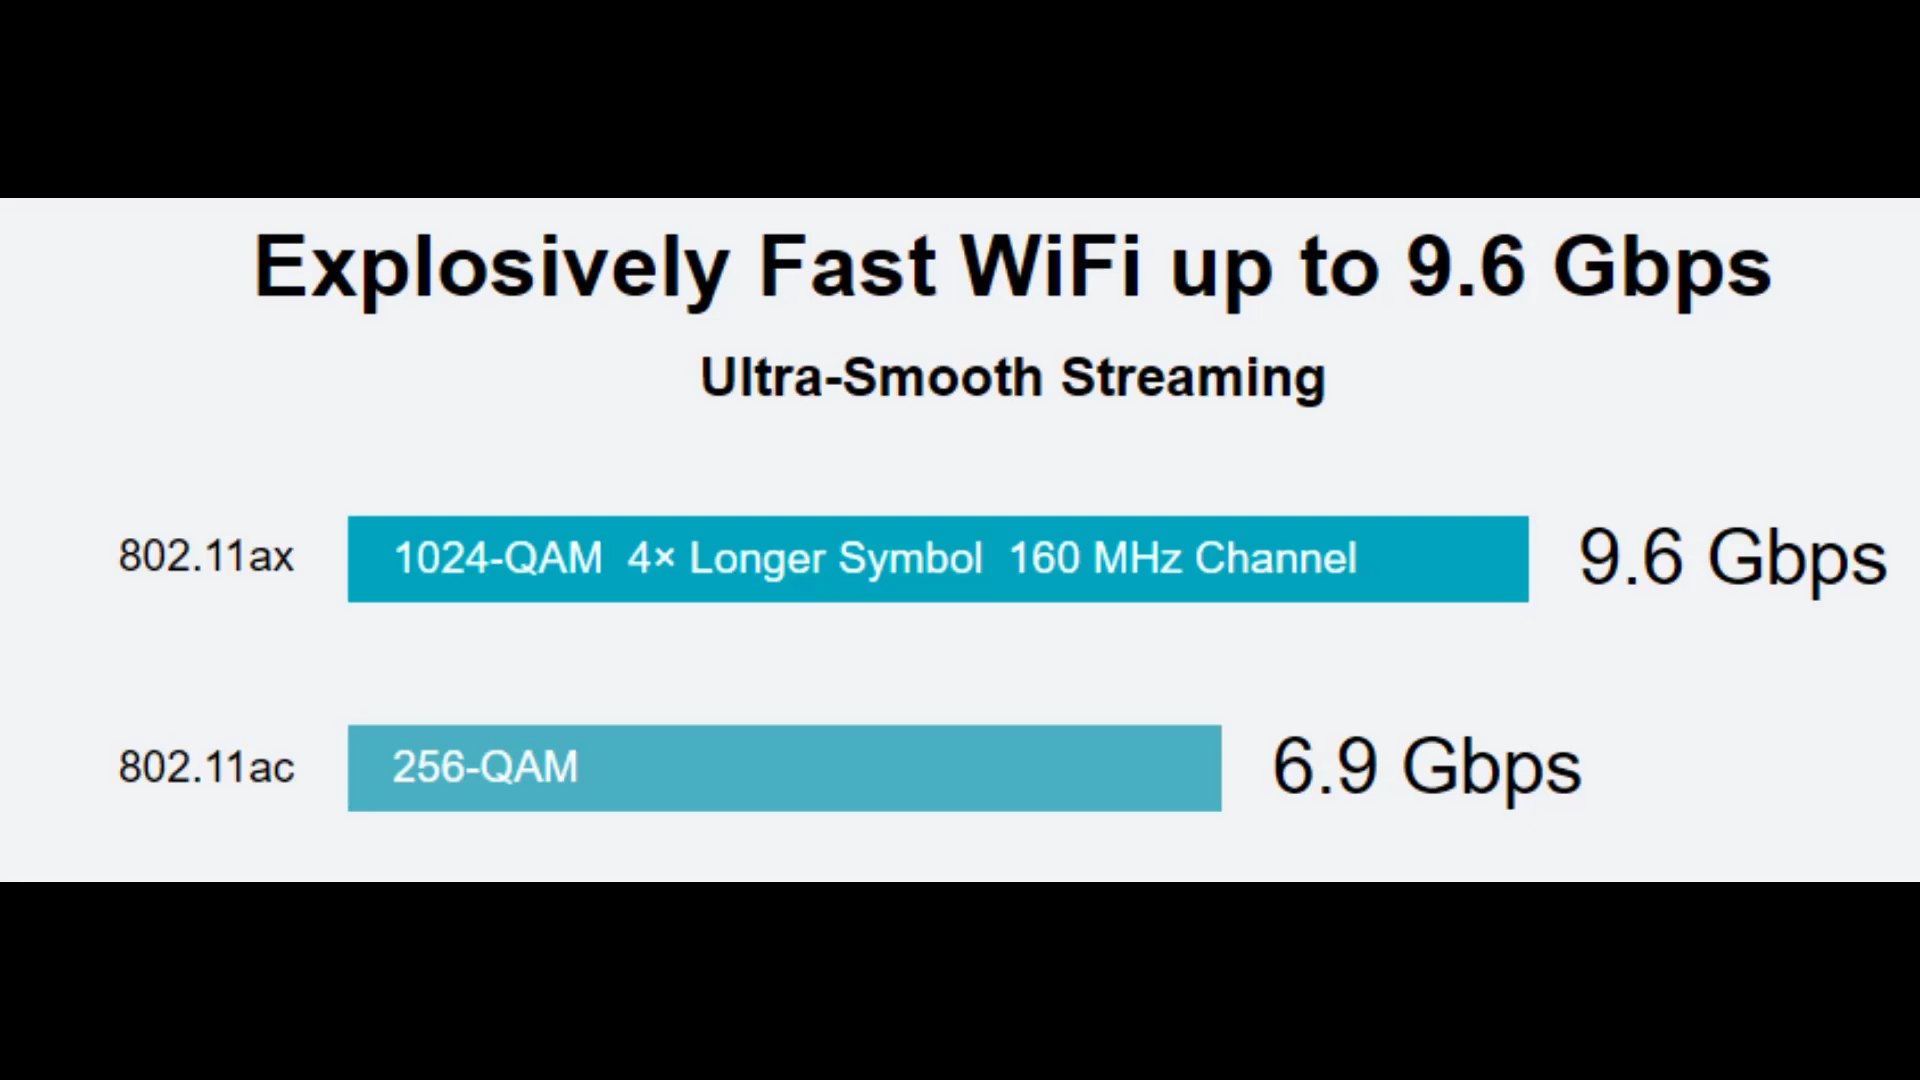 Explosively Fast WiFi up to 9.6 Gbps
Ultra-Smooth Streaming
802.11ax 1024-QAM 4× Longer Symbol 160 MHz Channel 9.6 Gbps
802.11ac 256-QAM 6.9 Gbps